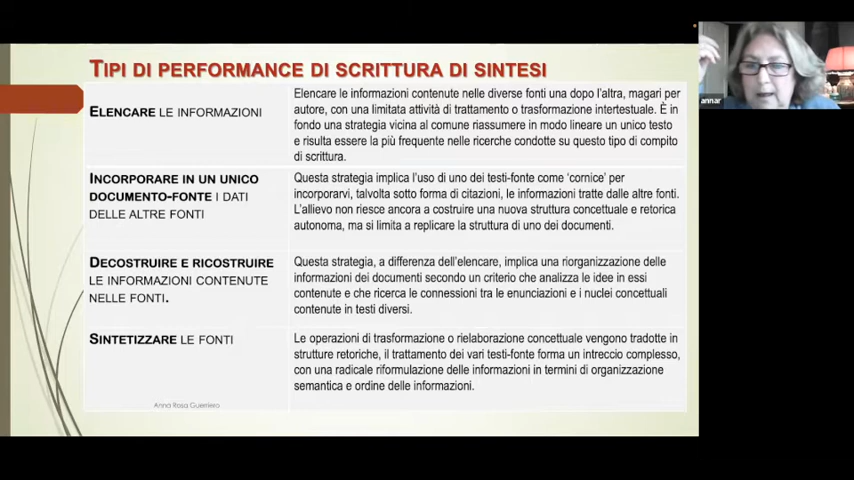 TIPI DI PERFORMANCE DI SCRITTURA DI SINTESI
ELENCARE LE INFORMAZIONI
Elencare le informazioni contenute nelle diverse fonti una dopo l'altra, magari per
autore, con una limitata attività di trattamento o trasformazione intertestuale. È in
fondo una strategia vicina al comune riassumere in modo lineare un unico testo
e risulta essere la più frequente nelle ricerche condotte su questo tipo di compito
di scrittura.
INCORPORARE IN UN UNICO
DOCUMENTO-FONTE I DATI
DELLE ALTRE FONTI
Questa strategia implica l'uso di uno dei testi-fonte come 'cornice' per
incorporarvi, talvolta sotto forma di citazioni, le informazioni tratte dalle altre fonti.
L'allievo non riesce ancora a costruire una nuova struttura concettuale e retorica
autonoma, ma si limita a replicare la struttura di uno dei documenti.
DECOSTRUIRE E RICOSTRUIRE
LE INFORMAZIONI CONTENUTE
NELLE FONTI.
Questa strategia, a differenza dell'elencare, implica una riorganizzazione delle
informazioni dei documenti secondo un criterio che analizza le idee in essi
contenute e che ricerca le connessioni tra le enunciazioni e i nuclei concettuali
contenute in testi diversi.
SINTETIZZARE LE FONTI
Le operazioni di trasformazione o rielaborazione concettuale vengono tradotte in
strutture retoriche, il trattamento dei vari testi-fonte forma un intreccio complesso,
con una radicale riformulazione delle informazioni in termini di organizzazione
semantica e ordine delle informazioni.
Anna Rosa Guerriero
annar